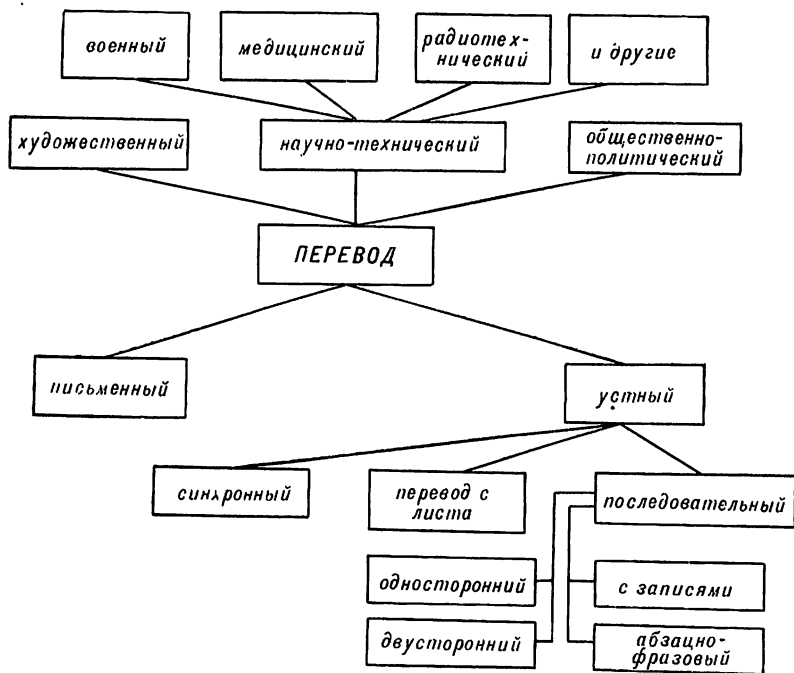 военный
медицинский
радиотех-
нический
и другие
художественный
научно-технический
общественно-
политический
ПЕРЕВОД
письменный
устный
синхронный
перевод с
листа
последовательный
односторонний
с записями
двусторонний
абзацно-
фразовый